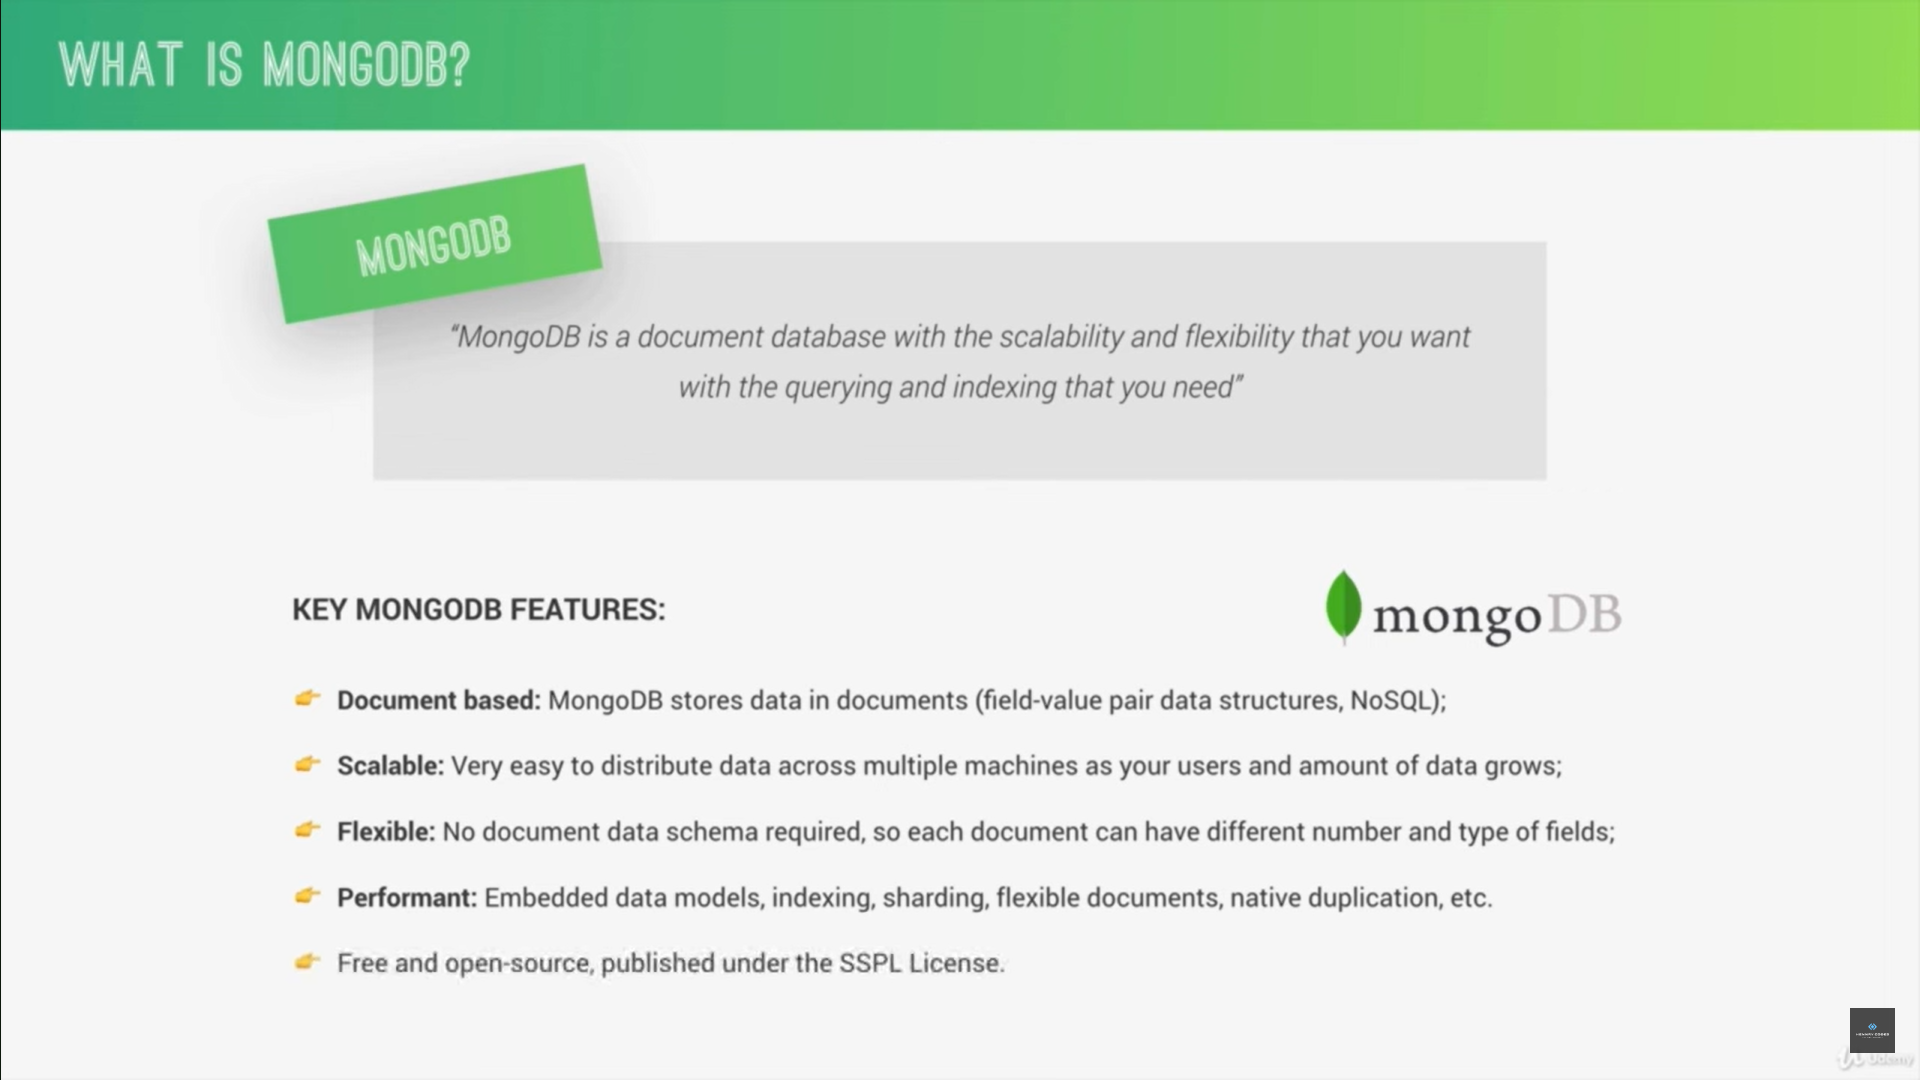 WHAT IS MONGODB?
MONGODB
“MongoDB is a document database with the scalability and flexibility that you want
with the querying and indexing that you need”
KEY MONGODB FEATURES:
mongoDB
👉 Document based: MongoDB stores data in documents (field-value pair data structures, NoSQL);
👉 Scalable: Very easy to distribute data across multiple machines as your users and amount of data grows;
👉 Flexible: No document data schema required, so each document can have different number and type of fields;
👉 Performant: Embedded data models, indexing, sharding, flexible documents, native duplication, etc.
👉 Free and open-source, published under the SSPL License.
Udemy